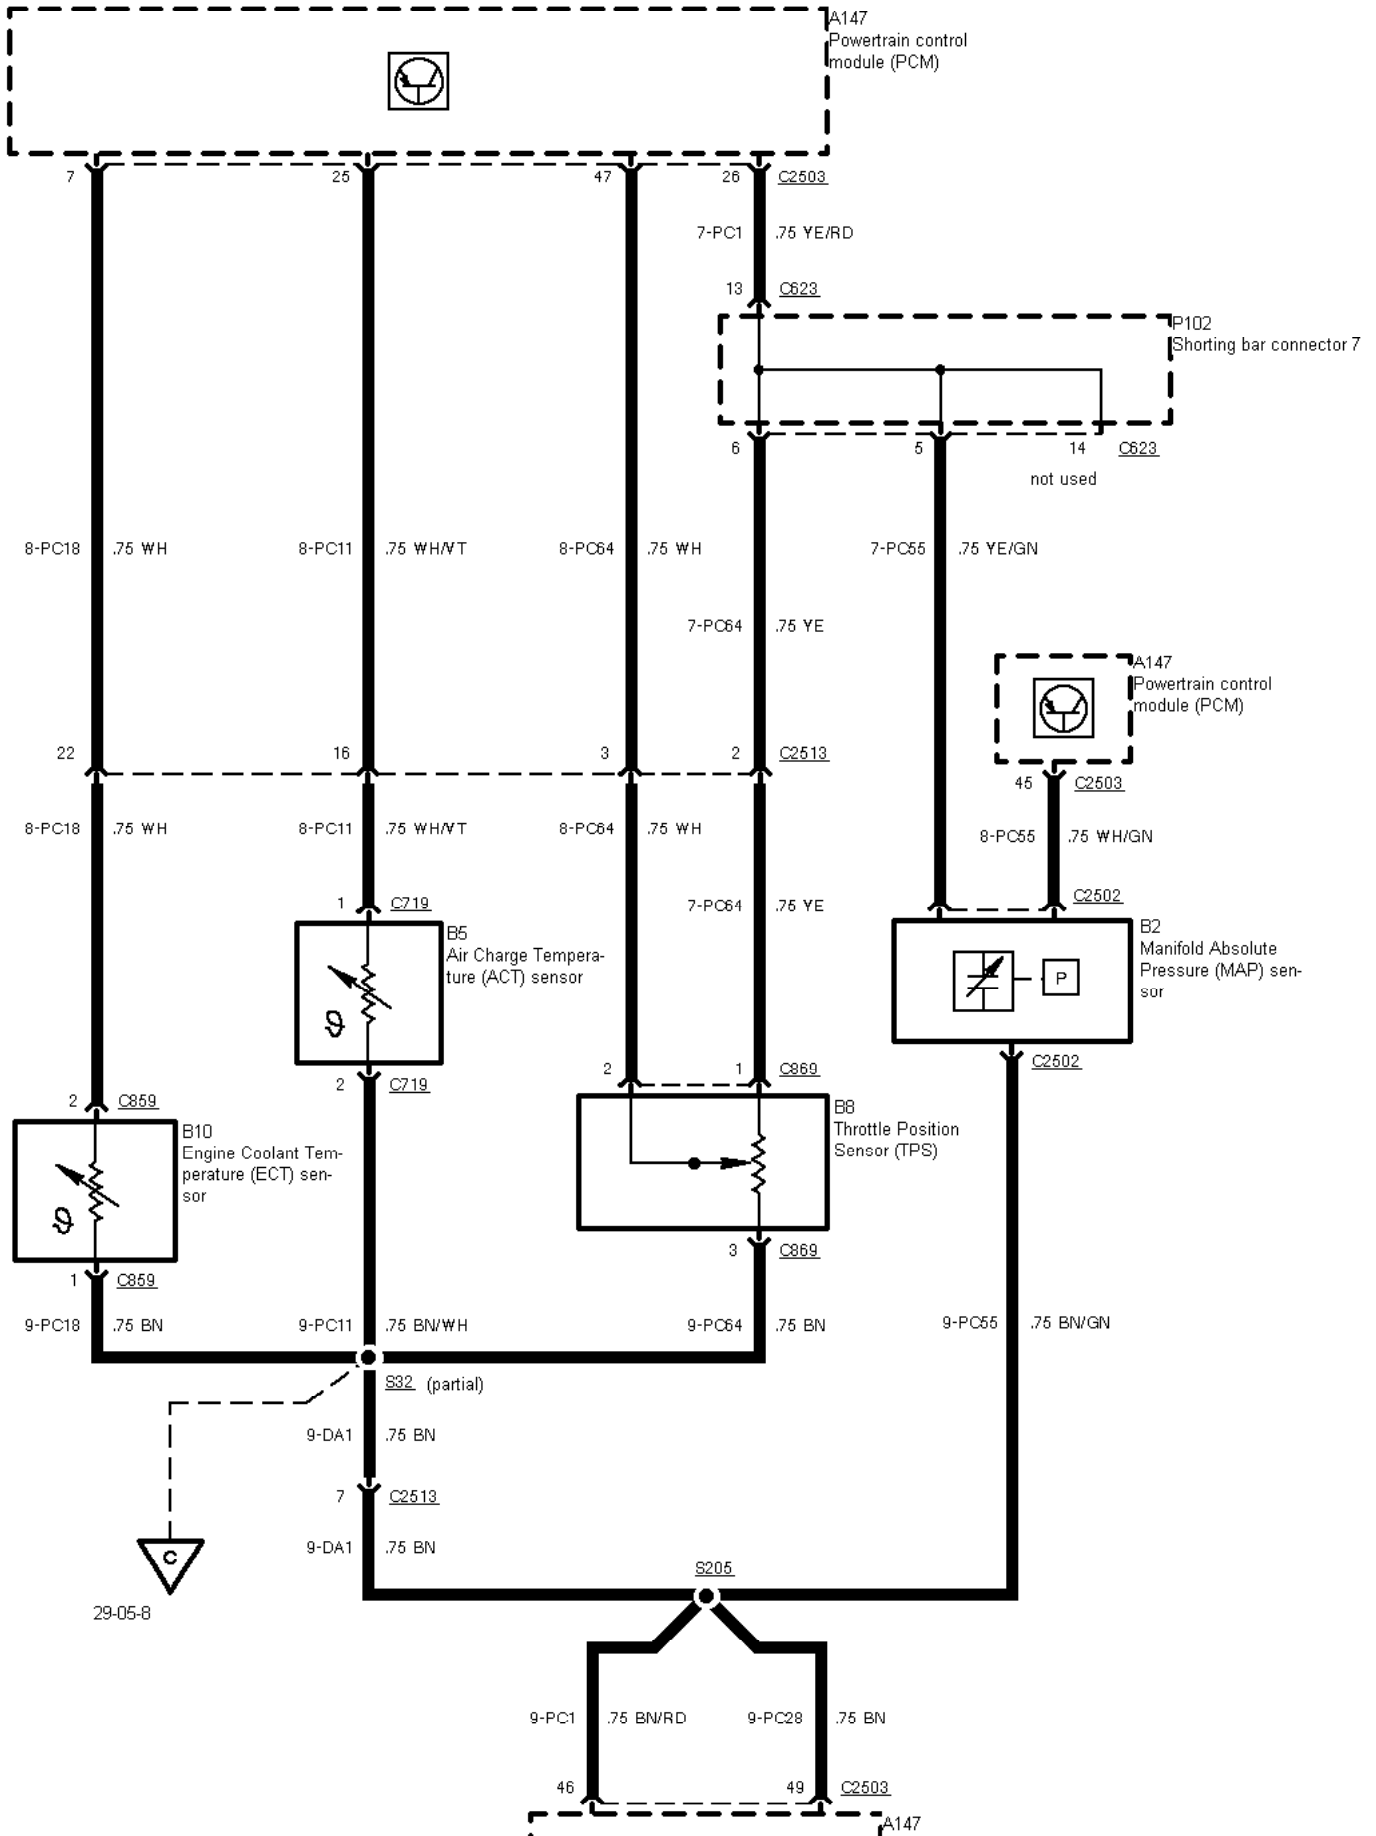 A147
Powertrain control
module (PCM)
7
25
47
26
C2503
7-PC1
.75 YE/RD
13
C623
P102
Shorting bar connector 7
6
5
14
C623
not used
8-PC18
.75 WH
8-PC11
.75 WH/VT
8-PC64
.75 WH
7-PC55
.75 YE/GN
7-PC64
.75 YE
A147
Powertrain control
module (PCM)
22
16
3
2
C2513
45
C2503
8-PC18
.75 WH
8-PC11
.75 WH/VT
8-PC64
.75 WH
8-PC55
.75 WH/GN
7-PC64
.75 YE
1
C719
C2502
B5
Air Charge Tempera-
ture (ACT) sensor
ϑ
B2
Manifold Absolute
Pressure (MAP) sen-
sor
P
2
C719
2
1
C869
C2502
2
C859
B10
Engine Coolant Tem-
perature (ECT) sen-
sor
ϑ
B8
Throttle Position
Sensor (TPS)
1
C859
3
C869
9-PC18
.75 BN
9-PC11
.75 BN/WH
9-PC64
.75 BN
9-PC55
.75 BN/GN
S32 (partial)
9-DA1
.75 BN
7
C2513
9-DA1
.75 BN
C
29-05-8
S205
9-PC1
.75 BN/RD
9-PC28
.75 BN
46
49
C2503
A147